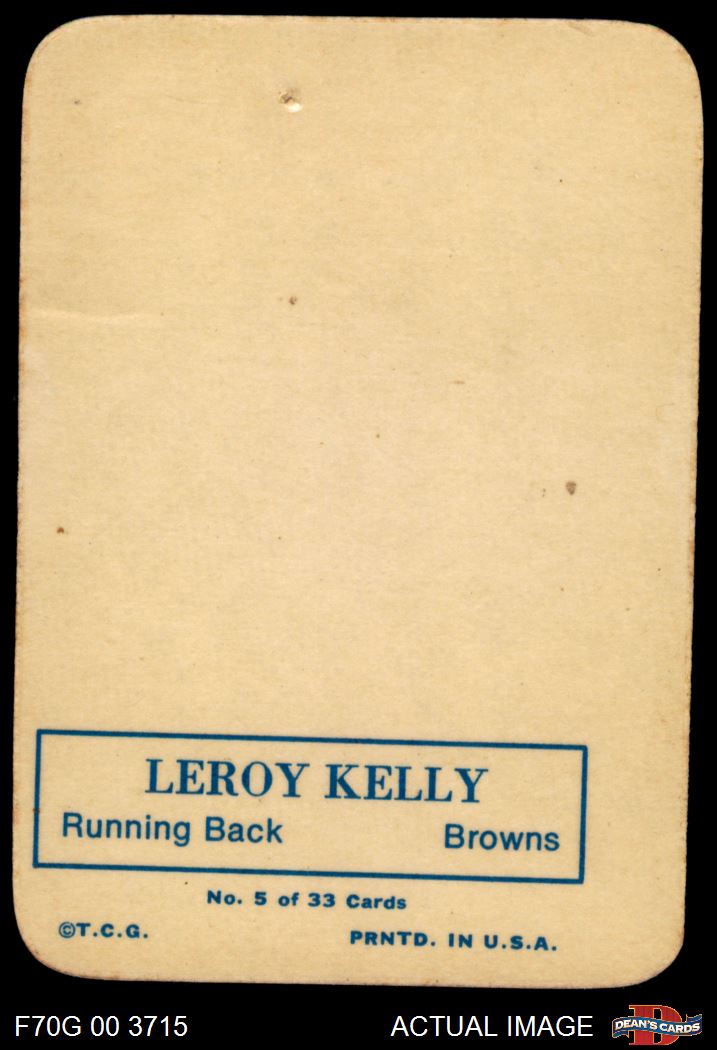 LEROY KELLY
Running Back Browns
No. 5 of 33 Cards
©T.C.G. PRNTD. IN U.S.A.
F70G 00 3715 ACTUAL IMAGE DEAN'S CARDS